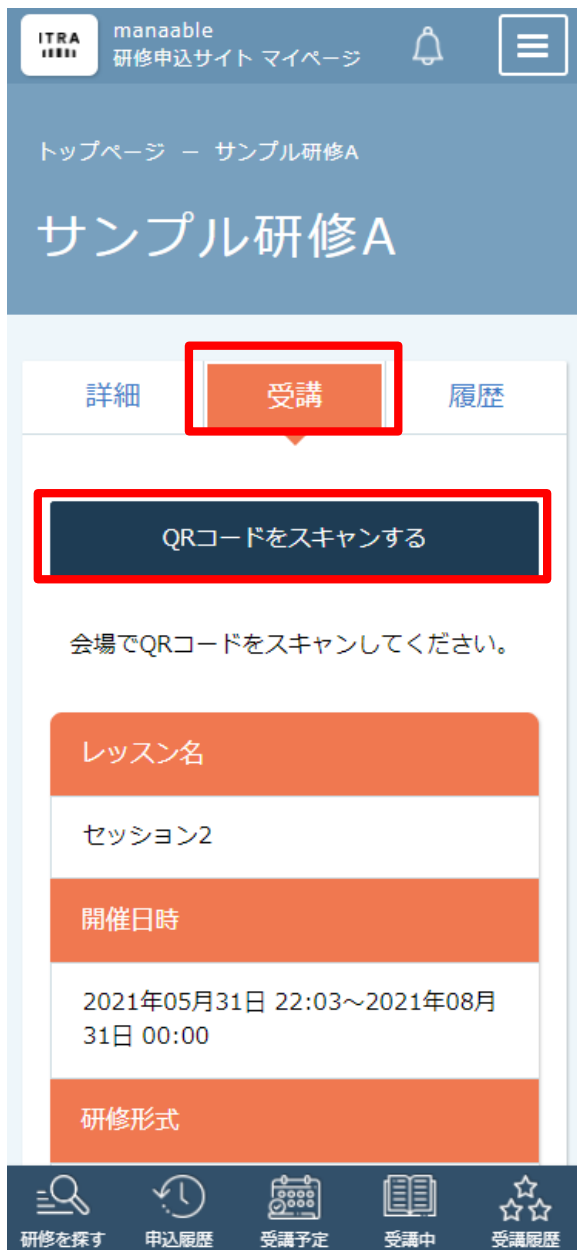 ITRA
manaable
研修申込サイト マイページ
トップページ － サンプル研修A
サンプル研修A
詳細
受講
履歴
QRコードをスキャンする
会場でQRコードをスキャンしてください。
レッスン名
セッション2
開催日時
2021年05月31日 22:03～2021年08月
31日 00:00
研修形式
研修を探す
申込履歴
受講予定
受講中
受講履歴